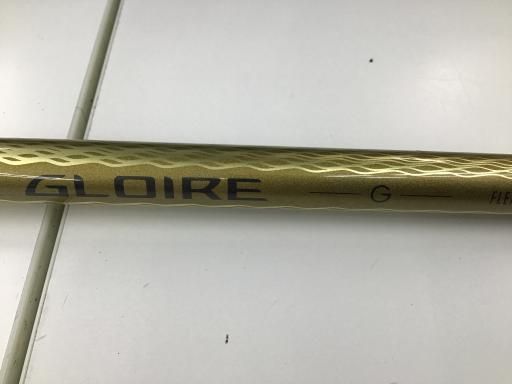 GLOIRE — G —